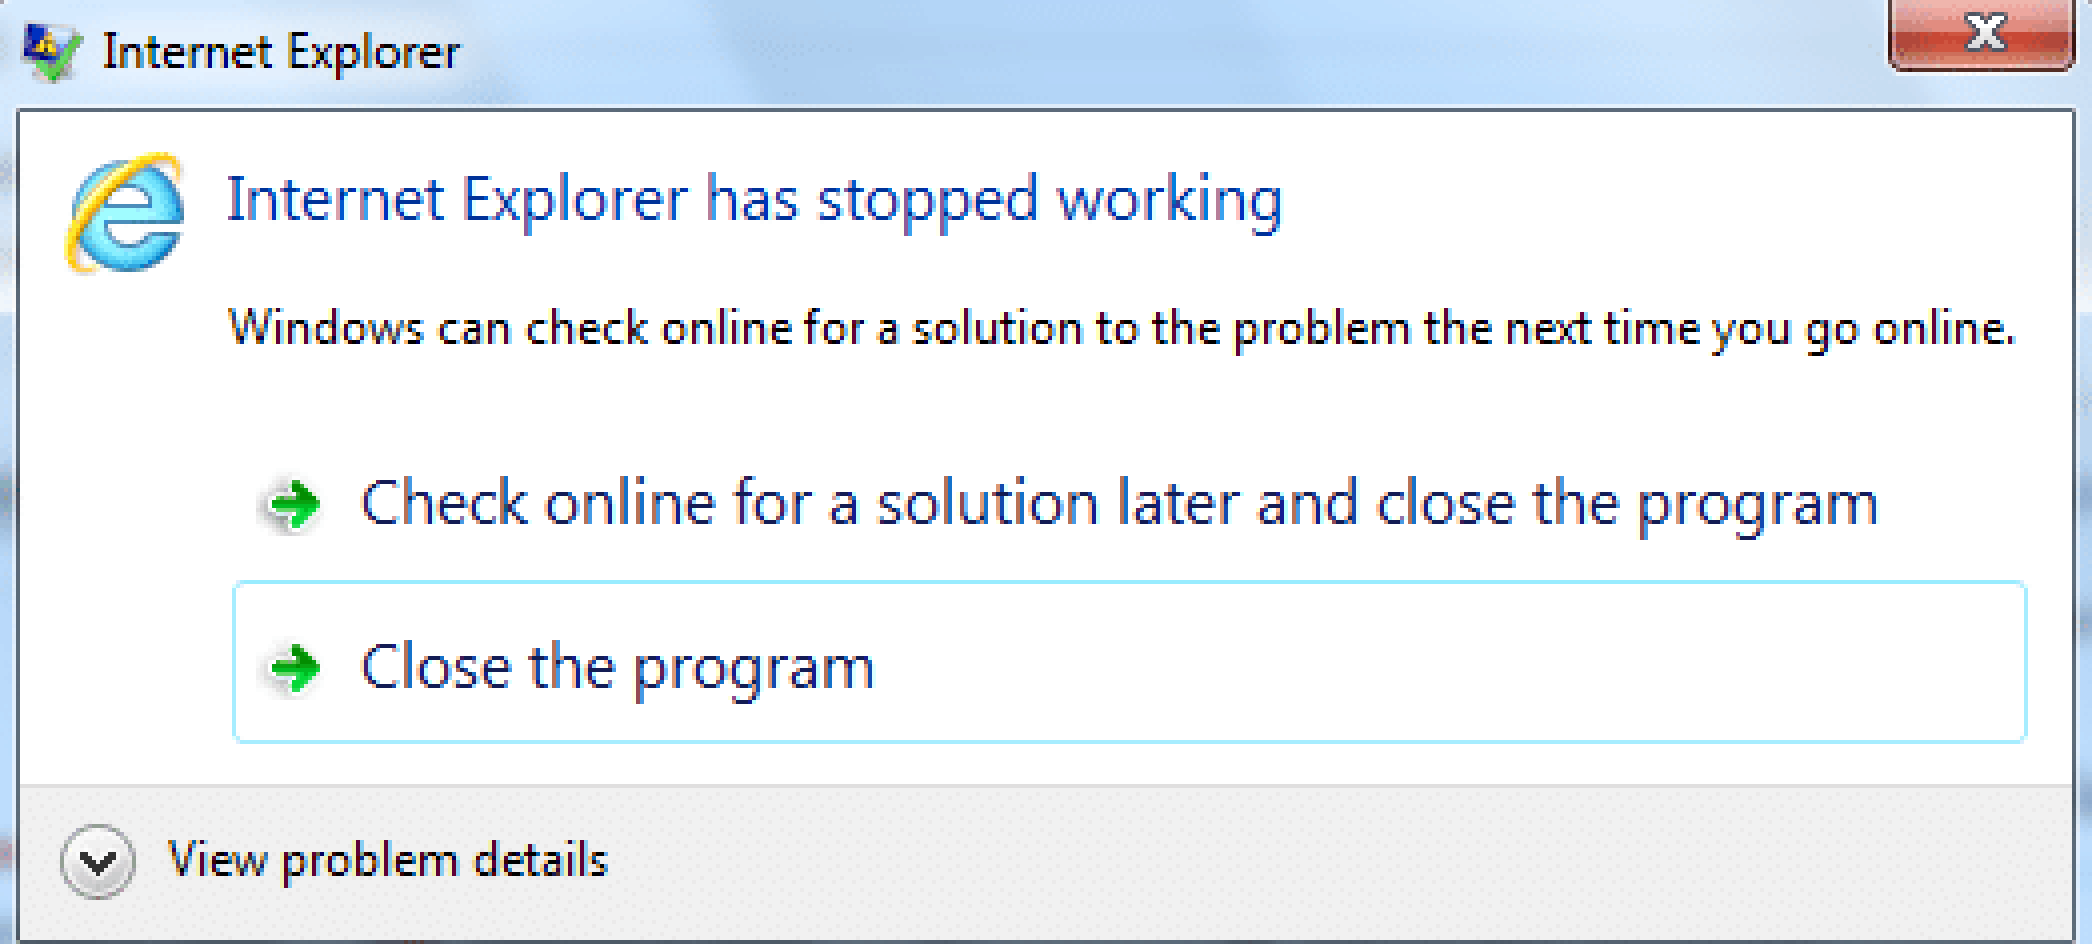 Internet Explorer
Internet Explorer has stopped working
Windows can check online for a solution to the problem the next time you go online.
Check online for a solution later and close the program
Close the program
View problem details